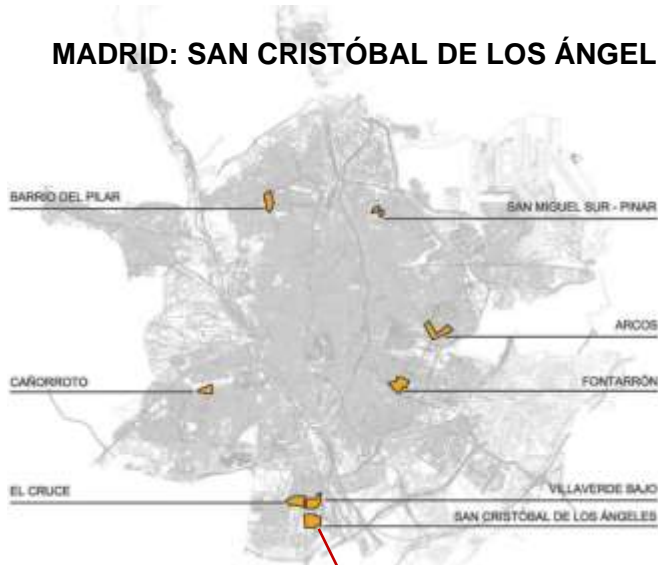 MADRID: SAN CRISTÓBAL DE LOS ÁNGEL
BARRIO DEL PILAR
SAN MIGUEL SUR - PINAR
ARCOS
CAÑORROTO
FONTARRÓN
EL CRUCE
VILLAVERDE BAJO
SAN CRISTÓBAL DE LOS ÁNGELES